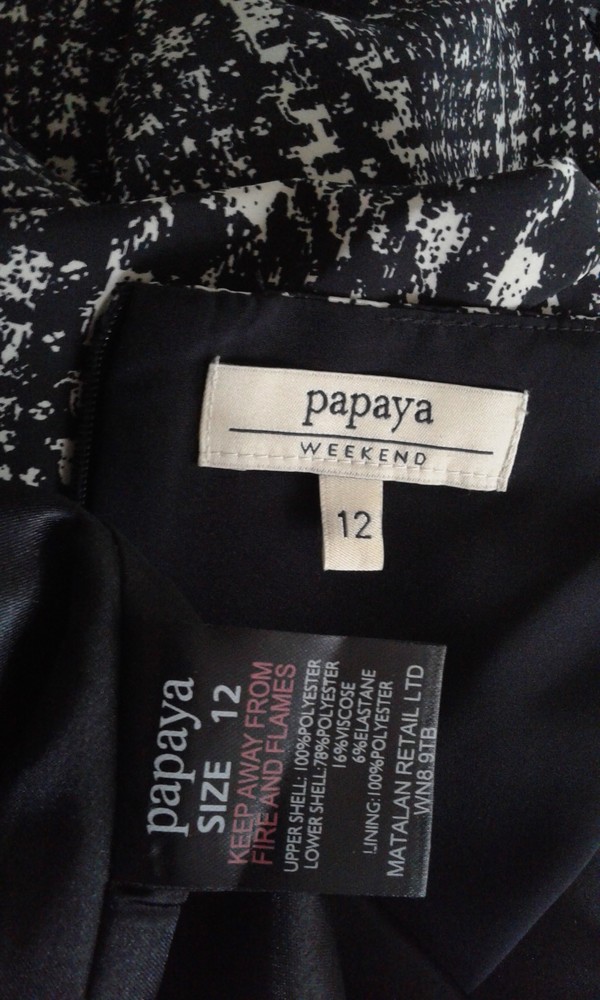 papaya
WEEKEND
12
papaya
SIZE 12
KEEP AWAY FROM
FIRE AND FLAMES
UPPER SHELL:100%POLYESTER
LOWER SHELL:78%POLYESTER
16%VISCOSE
6%ELASTANE
LINING:100%POLYESTER
MATALAN RETAIL LTD
WN8 9TB